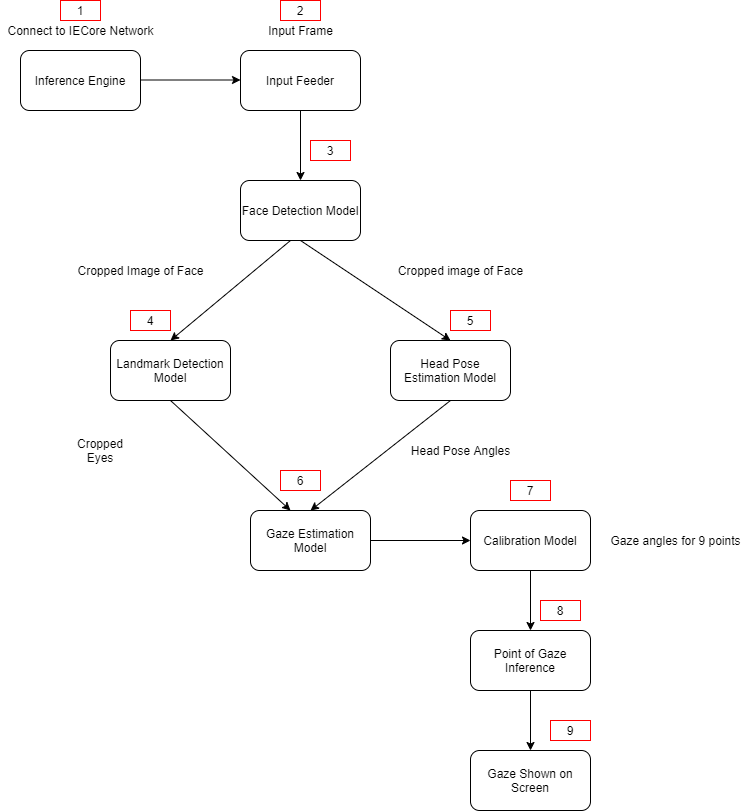 1
2
Connect to IECore Network
Input Frame
Inference Engine
Input Feeder
3
Face Detection Model
Cropped Image of Face
Cropped image of Face
4
5
Landmark Detection
Model
Head Pose
Estimation Model
Cropped
Eyes
Head Pose Angles
6
7
Gaze Estimation
Model
Calibration Model
Gaze angles for 9 points
8
Point of Gaze
Inference
9
Gaze Shown on
Screen